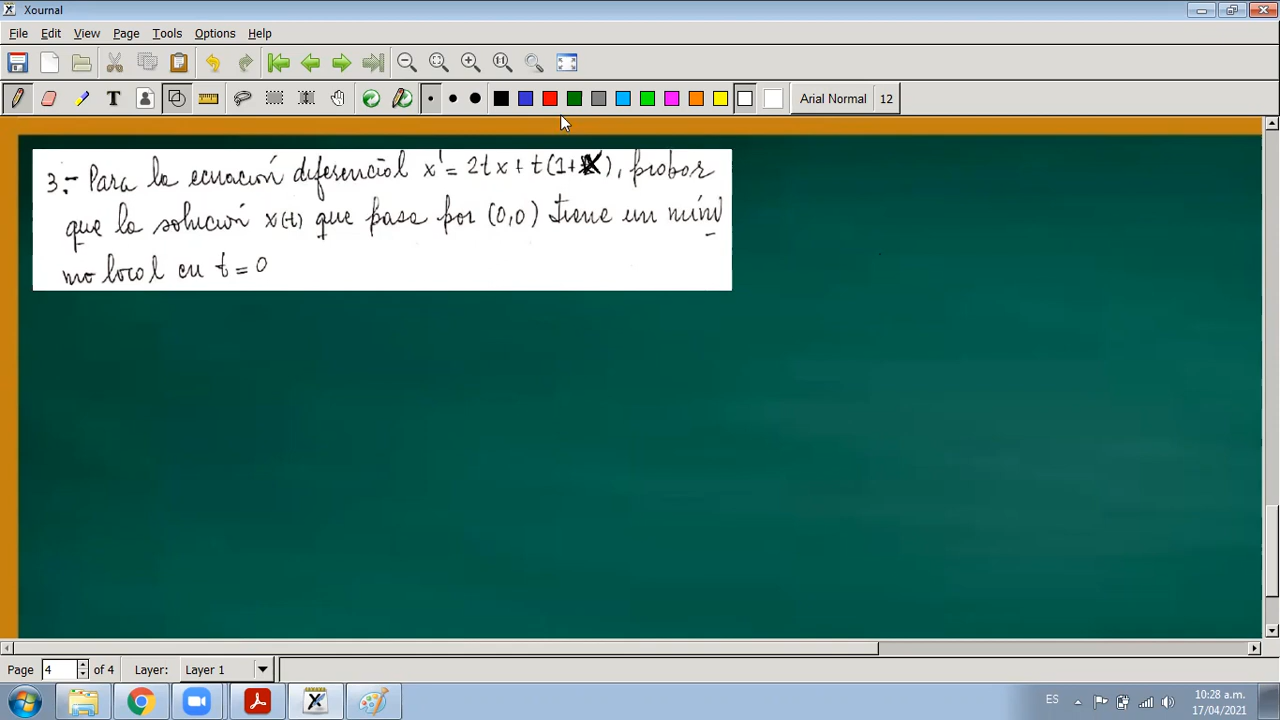 Xournal
File Edit View Page Tools Options Help
Arial Normal 12
3.- Para la ecuación diferencial x' = 2tx + t(1+X), probar
que la solución x(t) que pasa por (0,0) tiene un míni
mo local en t = 0
Page 4 of 4 Layer: Layer 1
ES 10:28 a.m.
17/04/2021